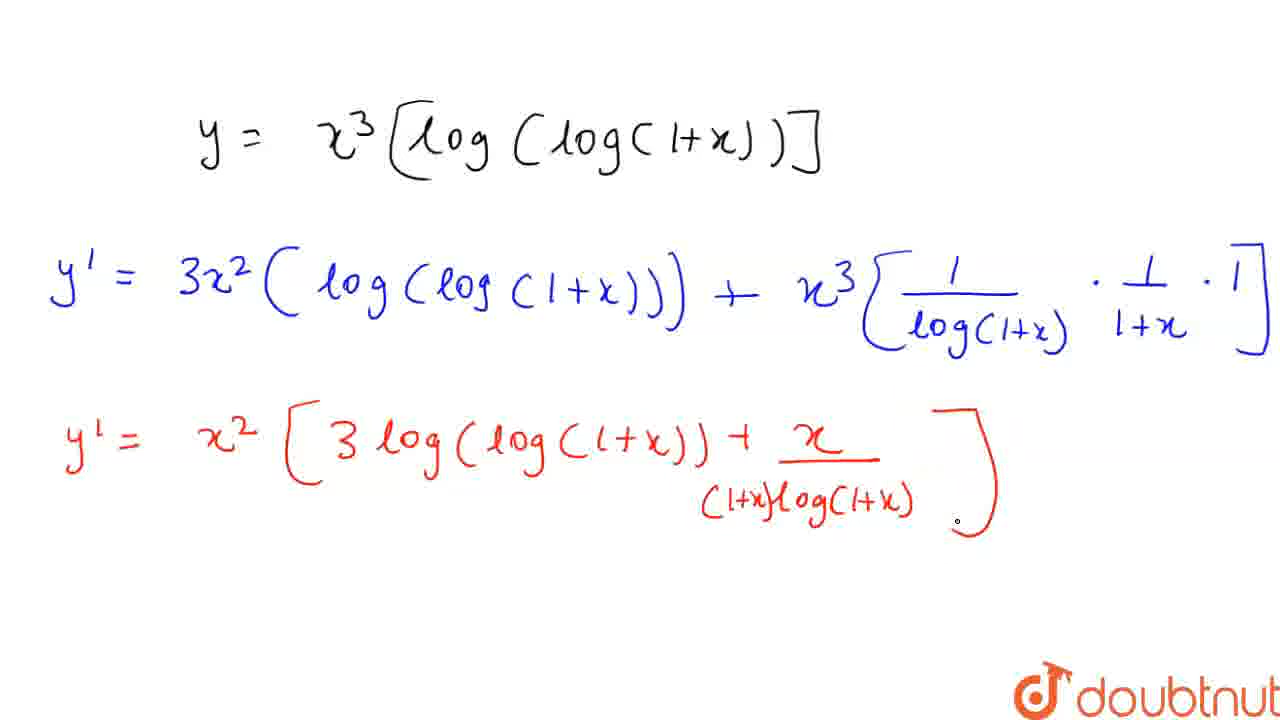 y = x³[log(log(1+x))]
y' = 3x²(log(log(1+x))) + x³[1/log(1+x) · 1/1+x · 1]
y' = x²[3 log(log(1+x)) + x/(1+x)log(1+x)]
doubtnut